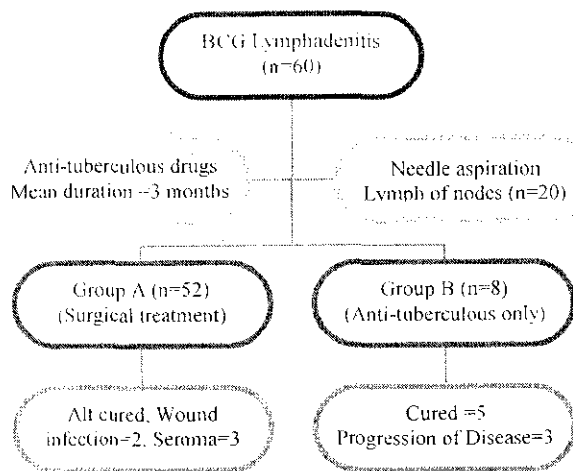 BCG Lymphadenitis
(n=60)
Anti-tuberculous drugs
Mean duration ~3 months
Needle aspiration
Lymph of nodes (n=20)
Group A (n=52)
(Surgical treatment)
Group B (n=8)
(Anti-tuberculous only)
All cured, Wound
infection=2, Seroma=3
Cured =5
Progression of Disease=3